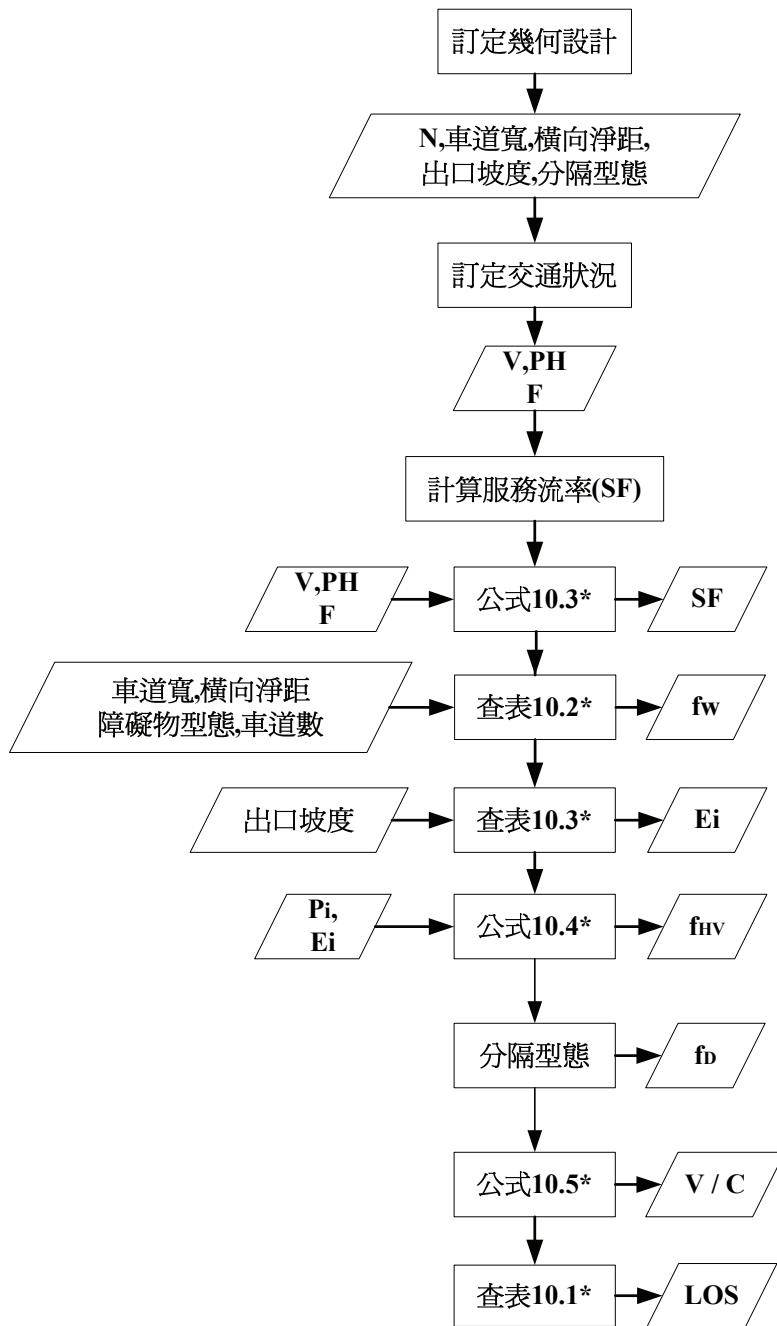 訂定幾何設計
N,車道寬,橫向淨距,
出口坡度,分隔型態
訂定交通狀況
V,PH
F
計算服務流率(SF)
V,PH
F
公式10.3*
SF
車道寬,橫向淨距
障礙物型態,車道數
查表10.2*
fw
出口坡度
查表10.3*
Ei
Pi,
Ei
公式10.4*
fHV
分隔型態
fD
公式10.5*
V / C
查表10.1*
LOS